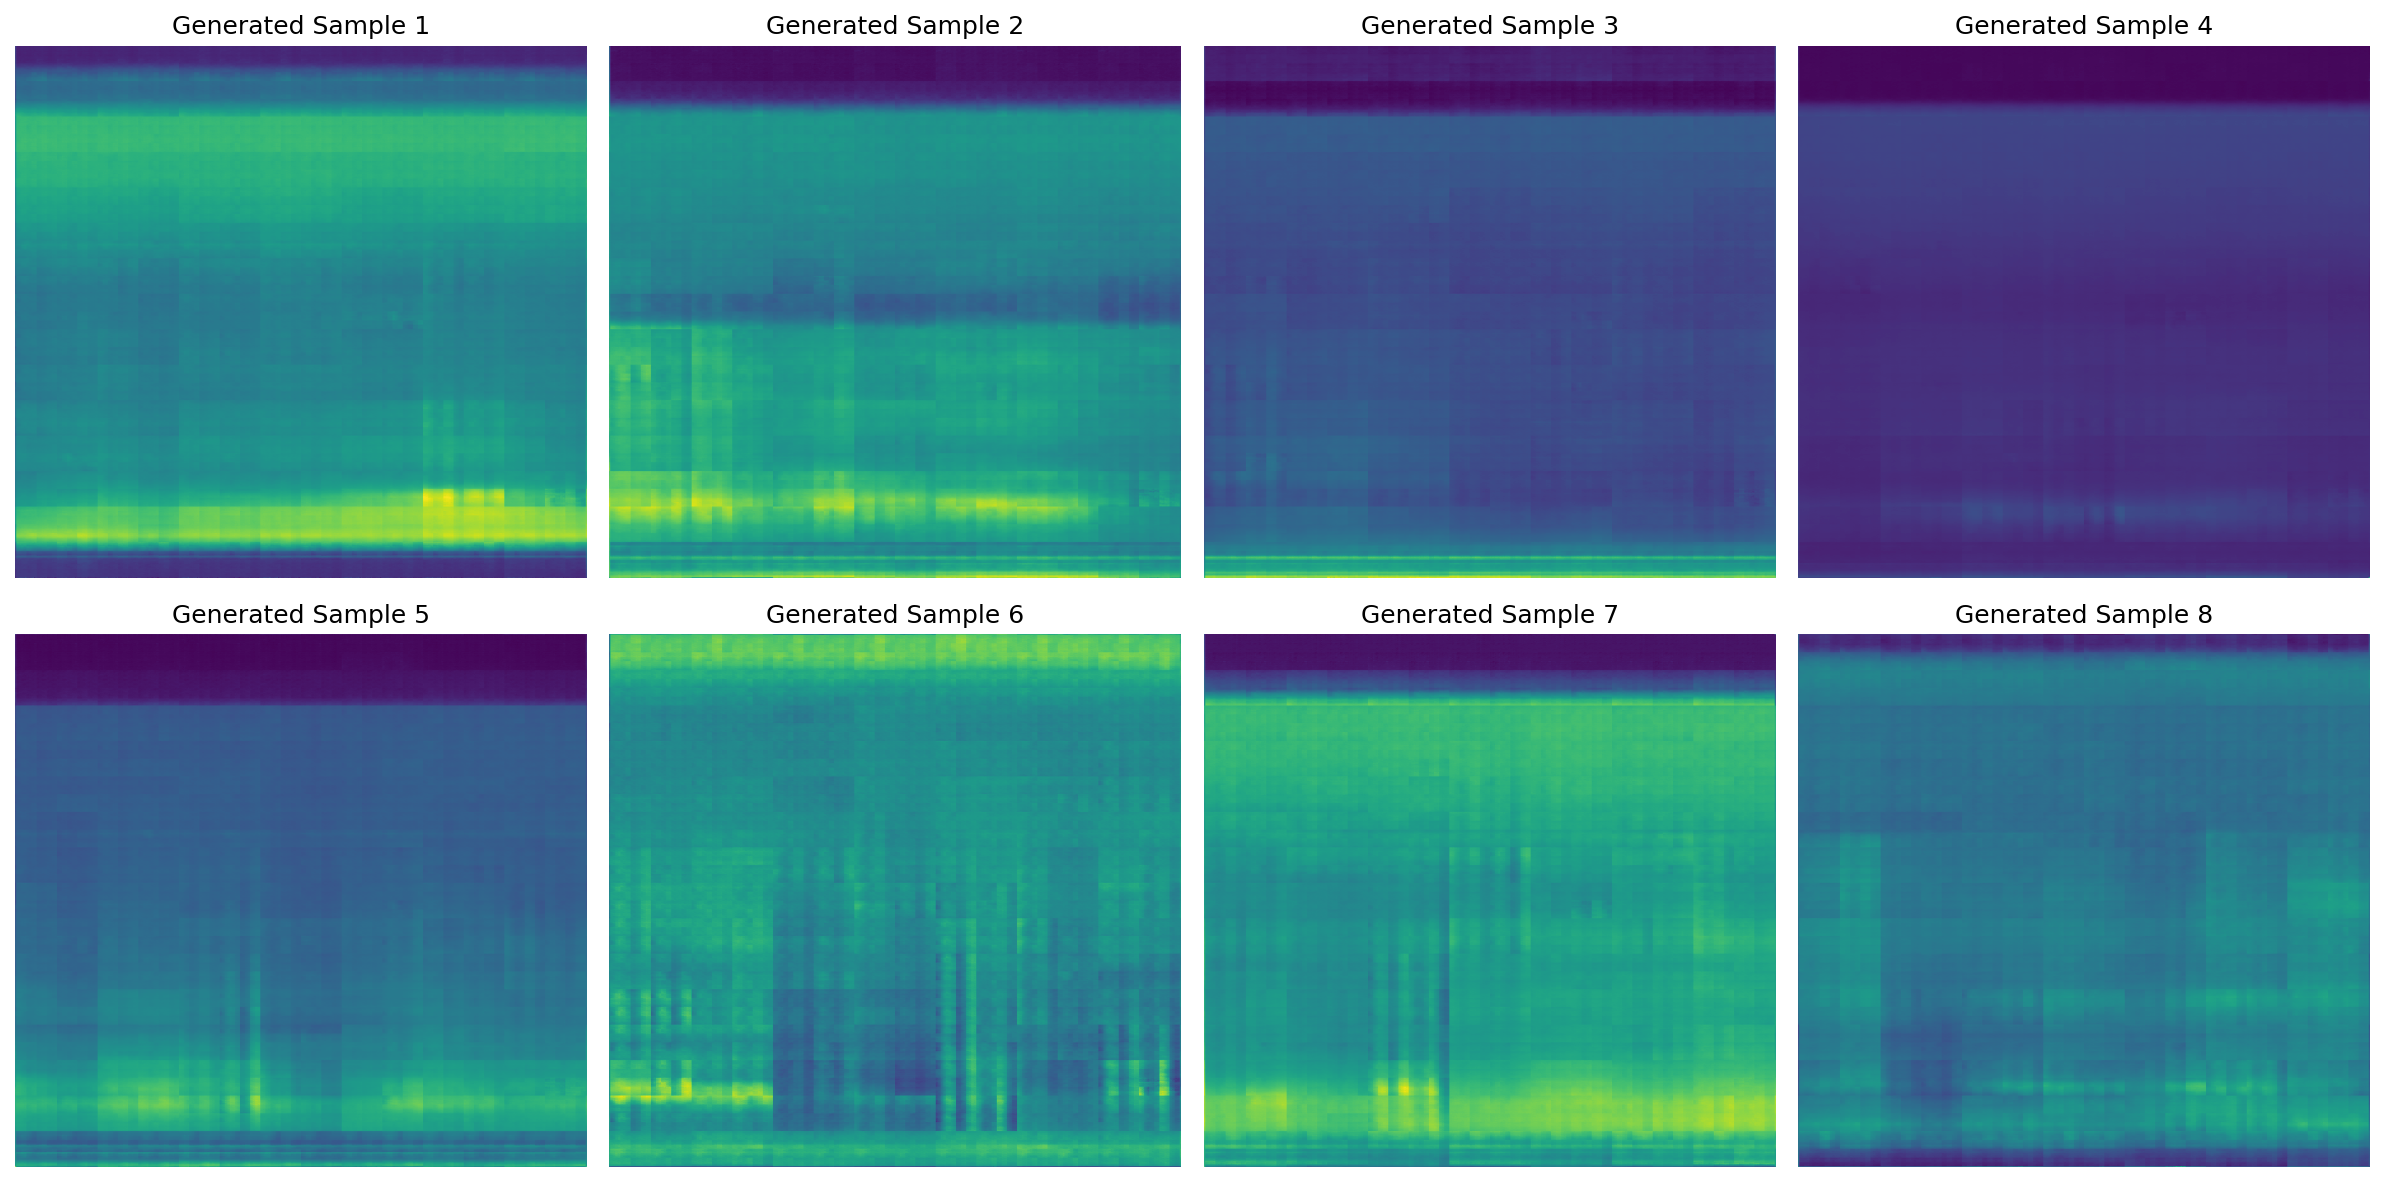 Generated Sample 1
Generated Sample 2
Generated Sample 3
Generated Sample 4
Generated Sample 5
Generated Sample 6
Generated Sample 7
Generated Sample 8